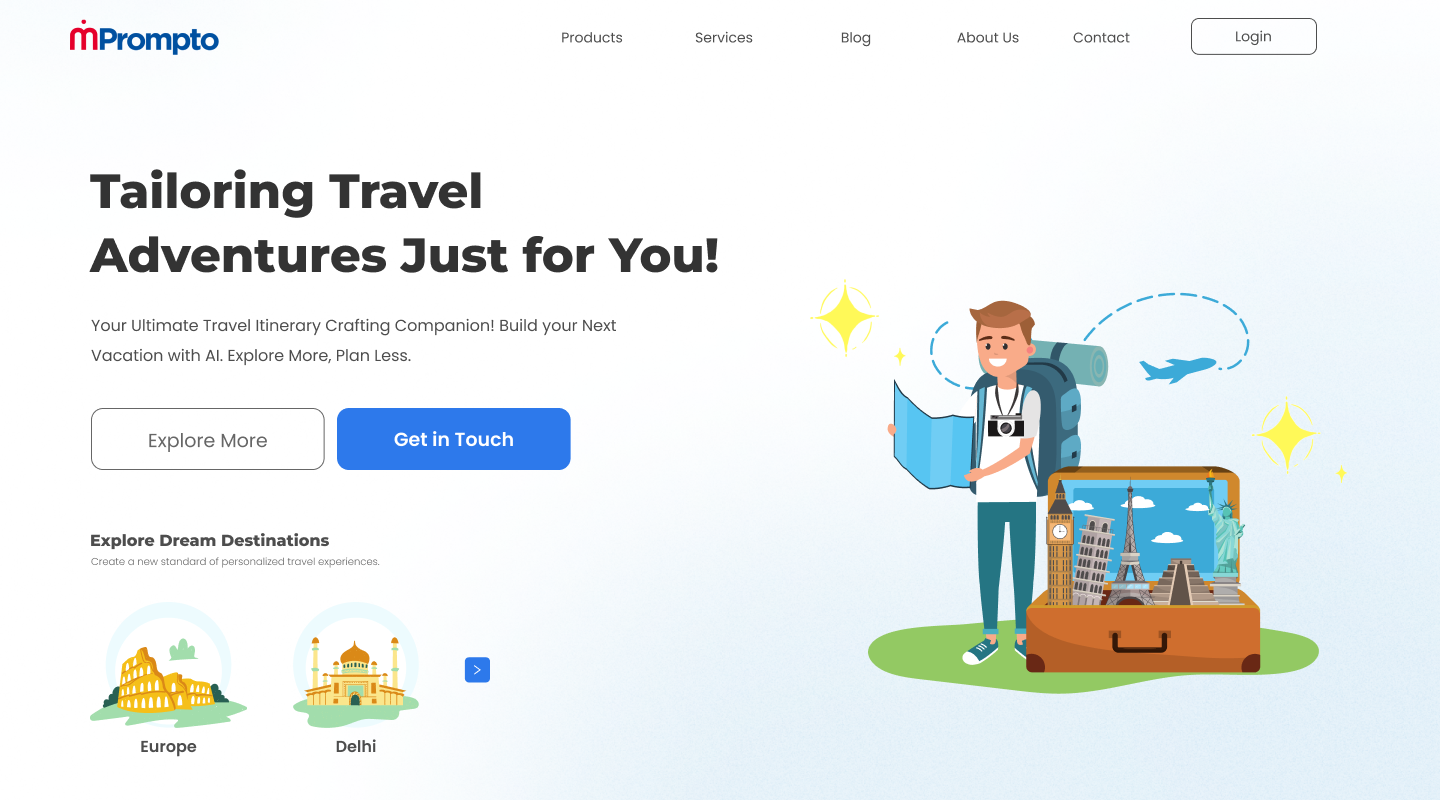 mPrompto
Products
Services
Blog
About Us
Contact
Login
Tailoring Travel
Adventures Just for You!
Your Ultimate Travel Itinerary Crafting Companion! Build your Next
Vacation with AI. Explore More, Plan Less.
Explore More
Get in Touch
Explore Dream Destinations
Create a new standard of personalized travel experiences.
>
Europe
Delhi